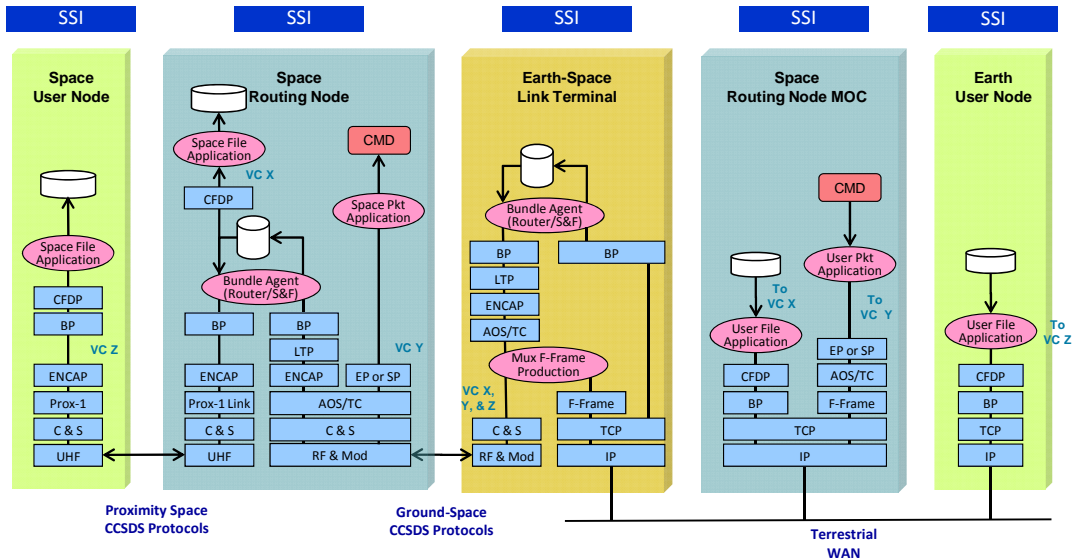 SSI
SSI
SSI
SSI
SSI
Space
User Node
Space File
Application
CFDP
BP
VC Z
ENCAP
Prox-1
C & S
UHF
Space
Routing Node
Space File
Application
VC X
CFDP
CMD
Space Pkt
Application
Bundle Agent
(Router/S&F)
BP
BP
LTP
VC Y
ENCAP
ENCAP
EP or SP
Prox-1 Link
AOS/TC
C & S
C & S
UHF
RF & Mod
Earth-Space
Link Terminal
Bundle Agent
(Router/S&F)
BP
BP
LTP
ENCAP
AOS/TC
Mux F-Frame
Production
VC X,
Y, & Z
F-Frame
C & S
TCP
RF & Mod
IP
Space
Routing Node MOC
CMD
User Pkt
Application
To
VC X
To
VC Y
User File
Application
EP or SP
CFDP
AOS/TC
BP
F-Frame
TCP
IP
Earth
User Node
User File
Application
To
VC Z
CFDP
BP
TCP
IP
Proximity Space
CCSDS Protocols
Ground-Space
CCSDS Protocols
Terrestrial
WAN